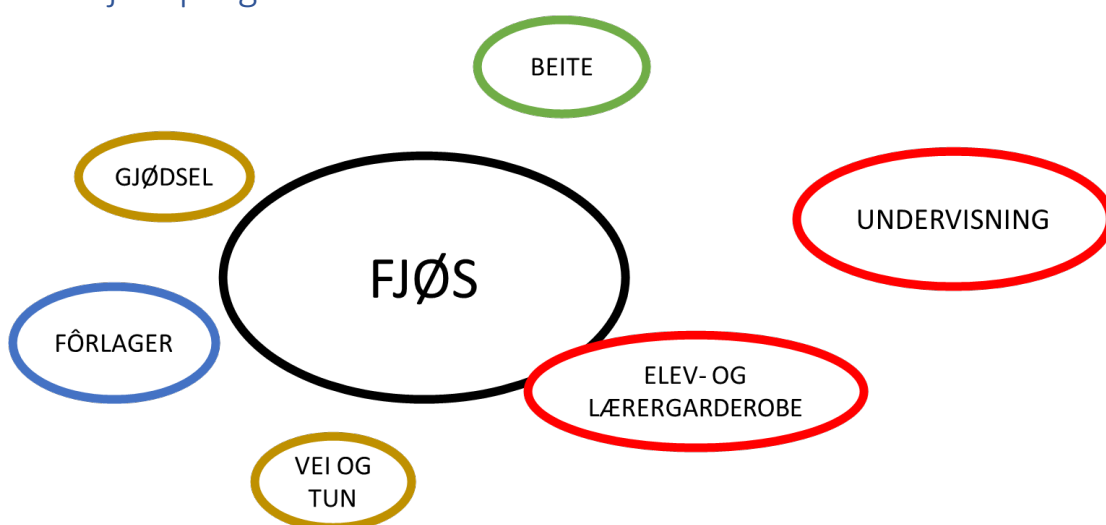 BEITE
GJØDSEL
UNDERVISNING
FJØS
FÔRLAGER
ELEV- OG
LÆRERGARDEROBE
VEI OG
TUN